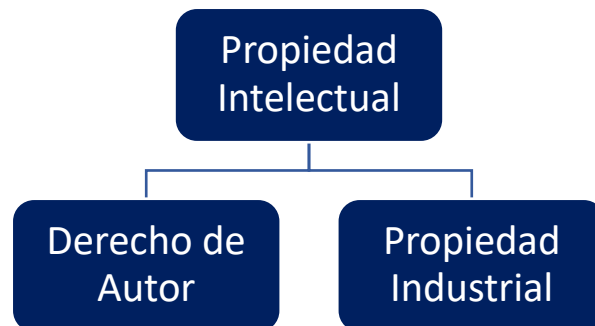 Propiedad
Intelectual
Derecho de
Autor
Propiedad
Industrial